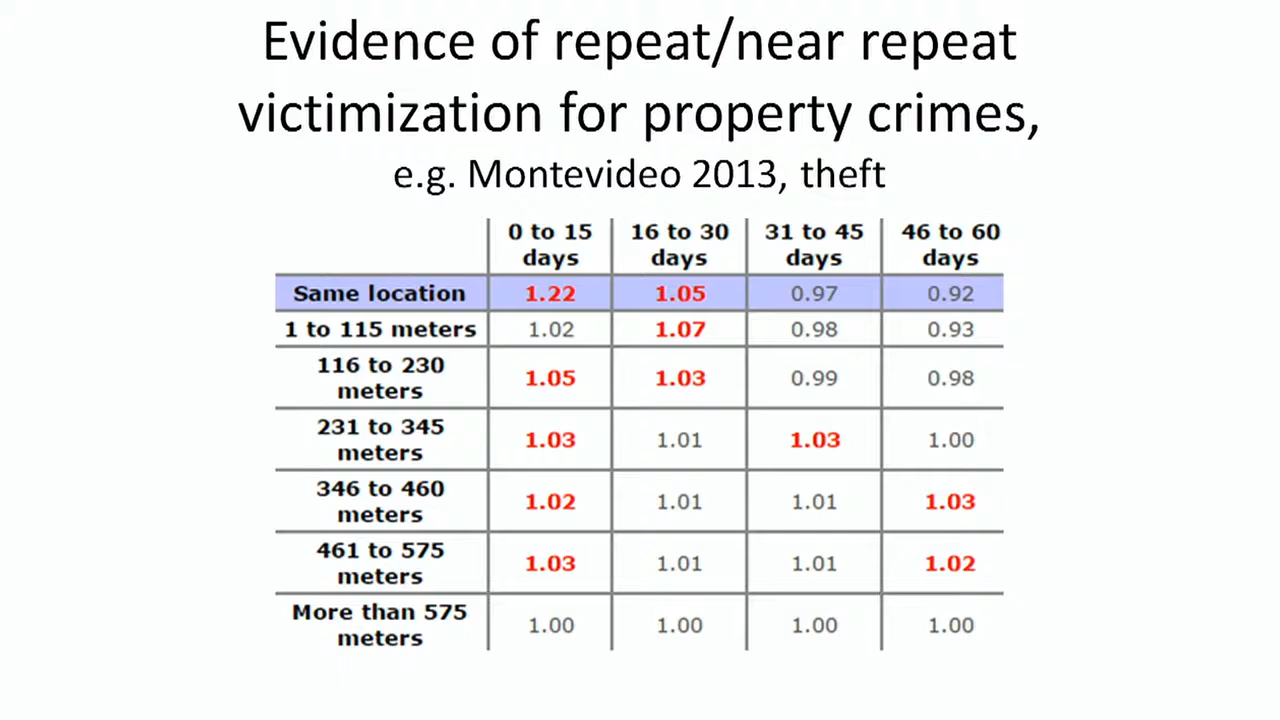 Evidence of repeat/near repeat
victimization for property crimes,
e.g. Montevideo 2013, theft
0 to 15 days 16 to 30 days 31 to 45 days 46 to 60 days
Same location 1.22 1.05 0.97 0.92
1 to 115 meters 1.02 1.07 0.98 0.93
116 to 230 meters 1.05 1.03 0.99 0.98
231 to 345 meters 1.03 1.01 1.03 1.00
346 to 460 meters 1.02 1.01 1.01 1.03
461 to 575 meters 1.03 1.01 1.01 1.02
More than 575 meters 1.00 1.00 1.00 1.00